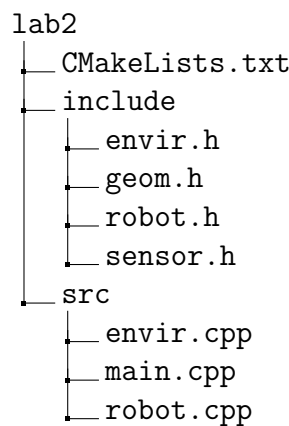 lab2
CMakeLists.txt
include
envir.h
geom.h
robot.h
sensor.h
src
envir.cpp
main.cpp
robot.cpp